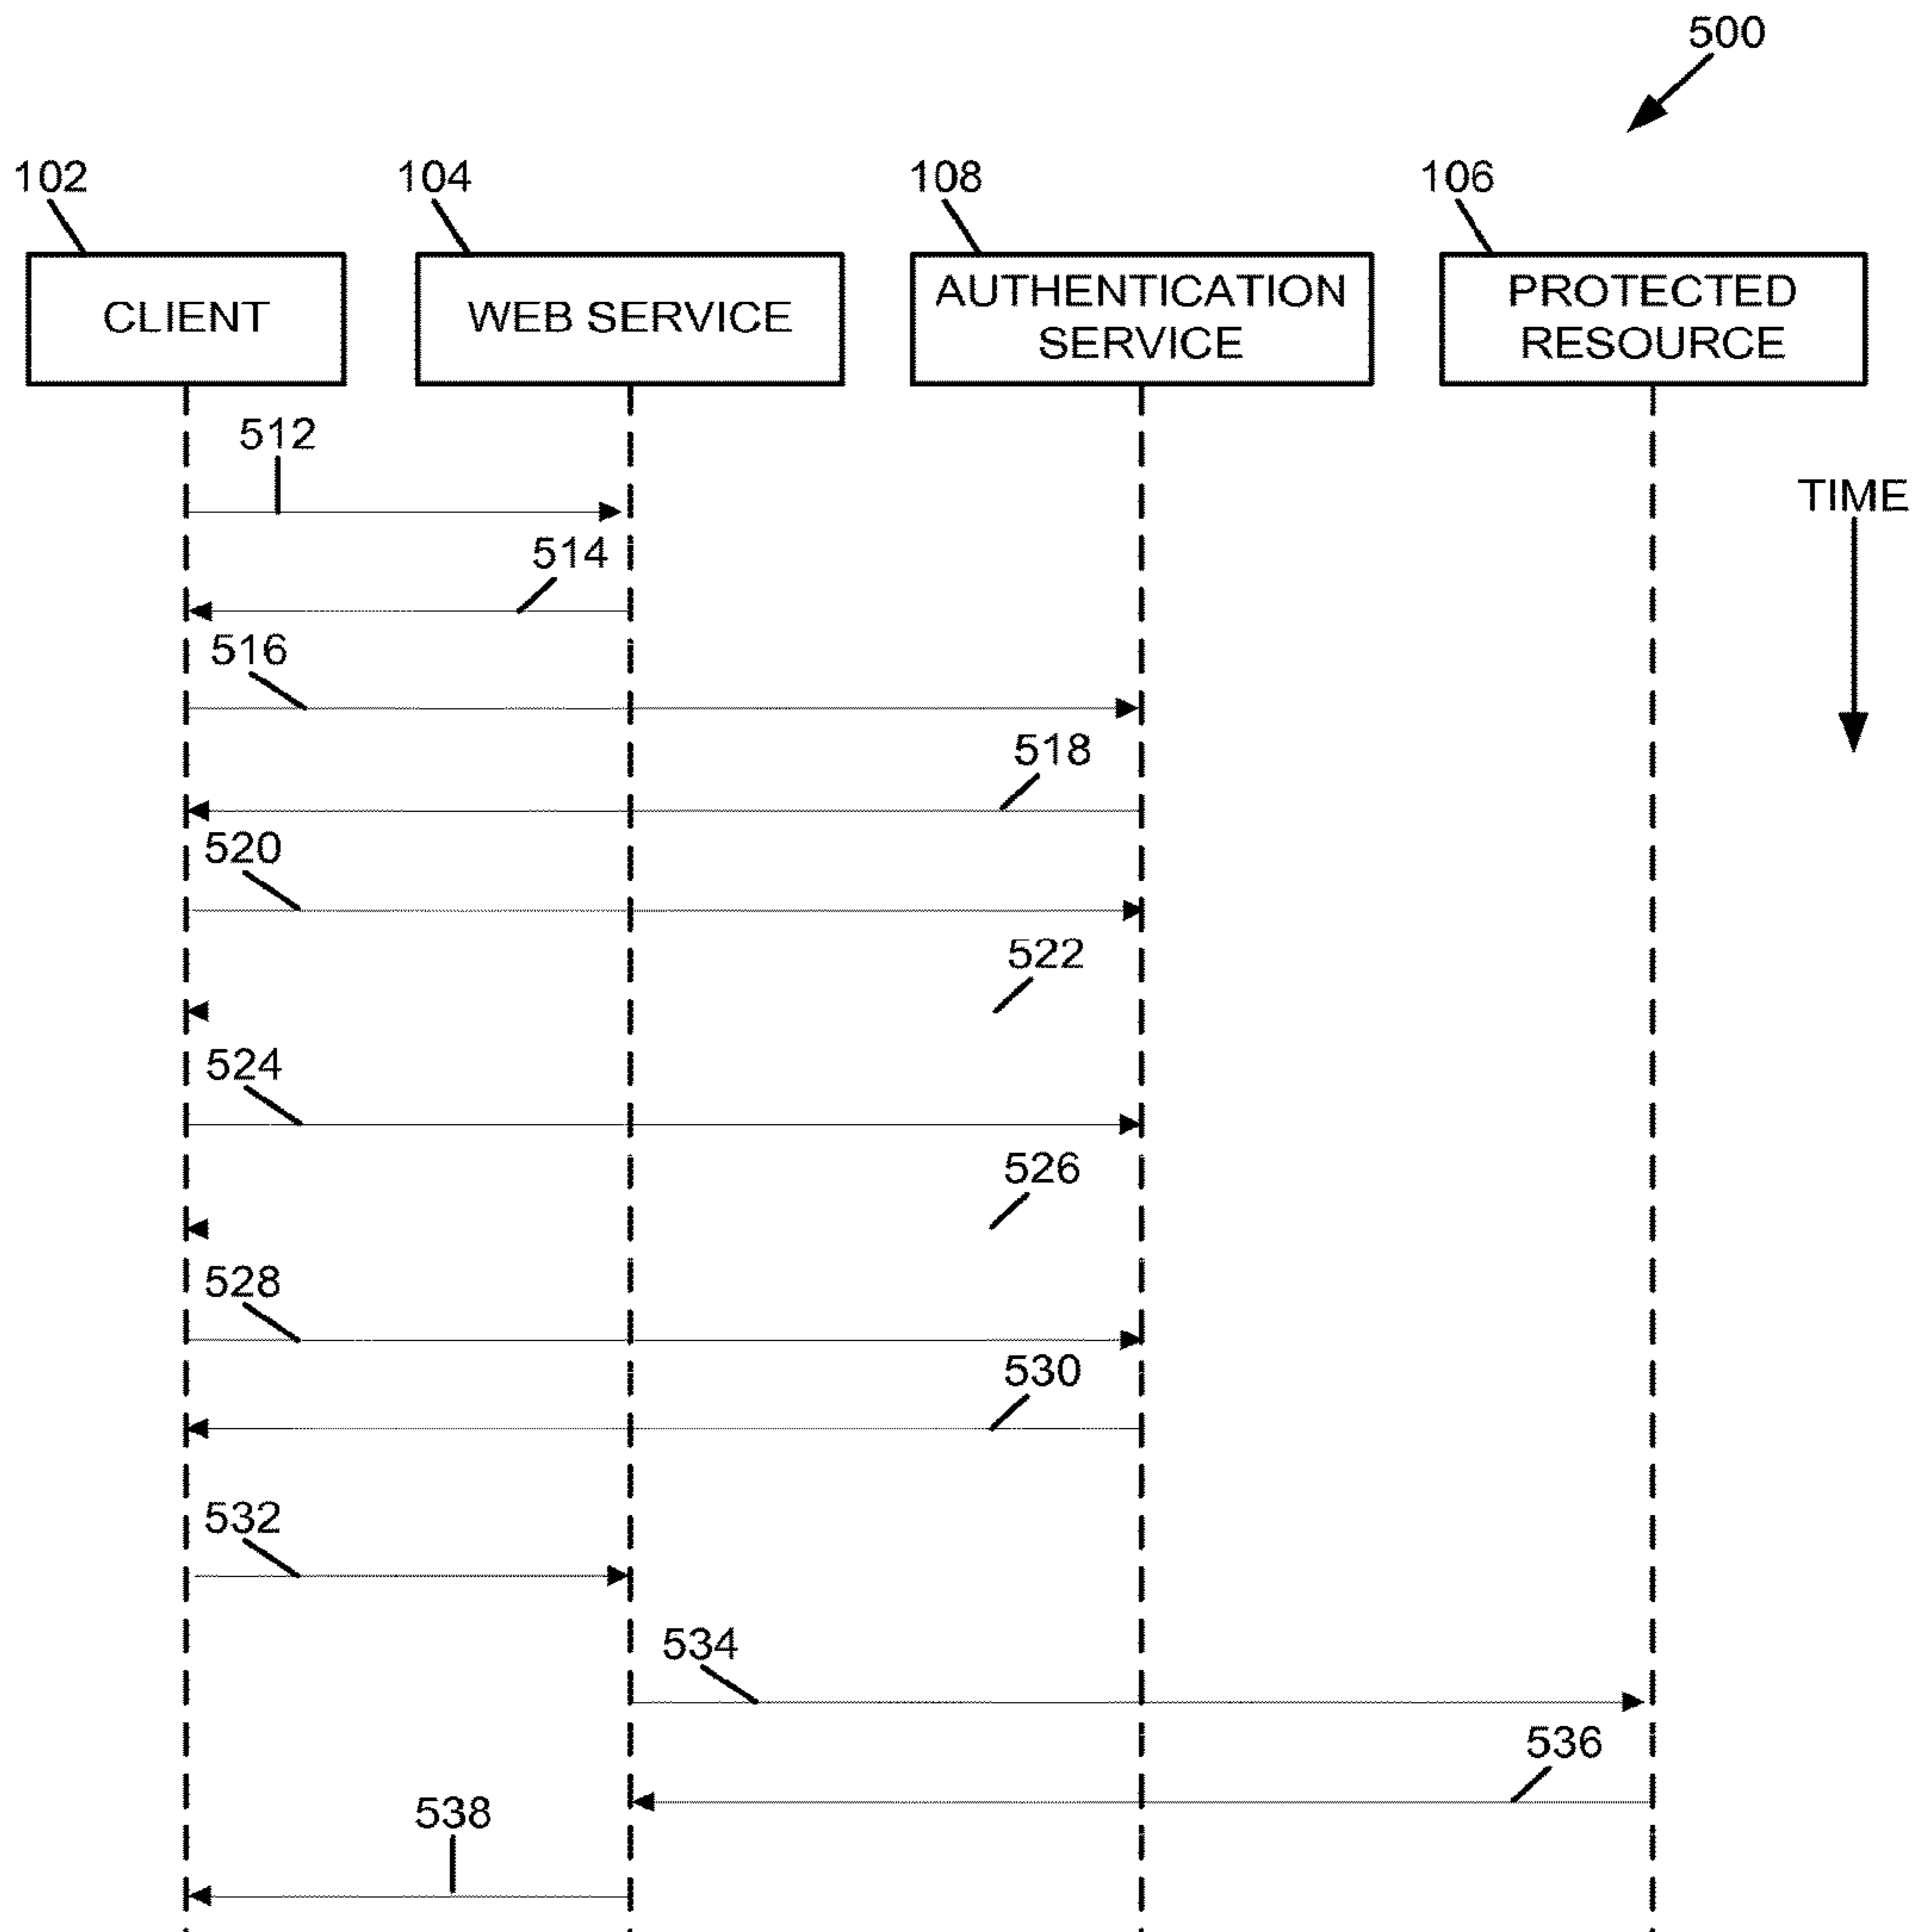 500
102
104
108
106
CLIENT
WEB SERVICE
AUTHENTICATION
SERVICE
PROTECTED
RESOURCE
512
TIME
514
516
518
520
522
524
526
528
530
532
534
536
538